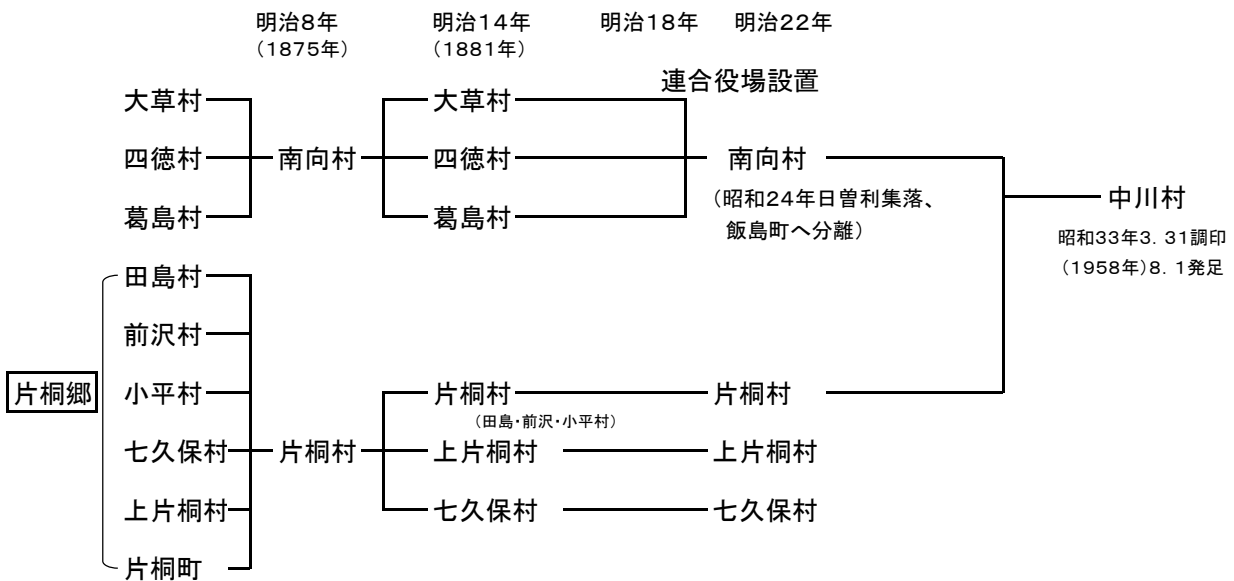 明治8年 明治14年 明治18年 明治22年
(1875年) (1881年)
連合役場設置
大草村 大草村
四徳村 南向村 四徳村 南向村
葛島村 葛島村
(昭和24年日曽利集落、
飯島町へ分離)
中川村
昭和33年3.31調印
(1958年)8.1発足
田島村
前沢村
片桐郷 小平村 片桐村 片桐村
(田島・前沢・小平村)
七久保村 片桐村 上片桐村 上片桐村
上片桐村 七久保村 七久保村
片桐町